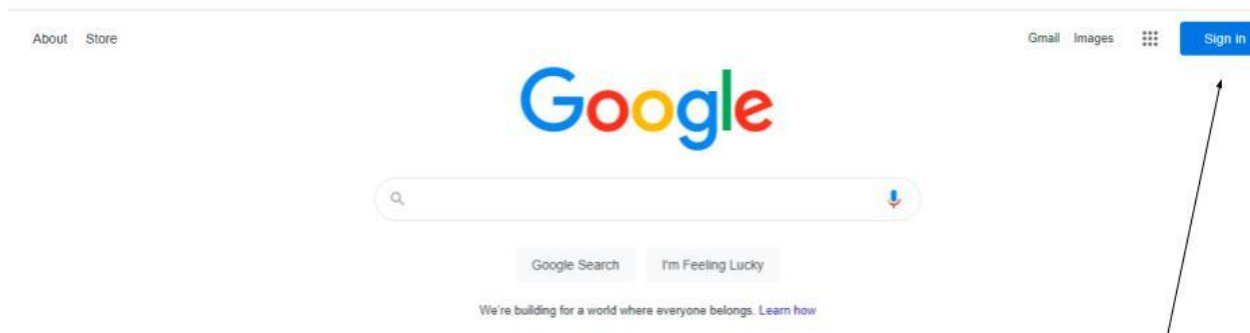 About Store Gmail Images Sign in
Google
Google Search I'm Feeling Lucky
We're building for a world where everyone belongs. Learn how